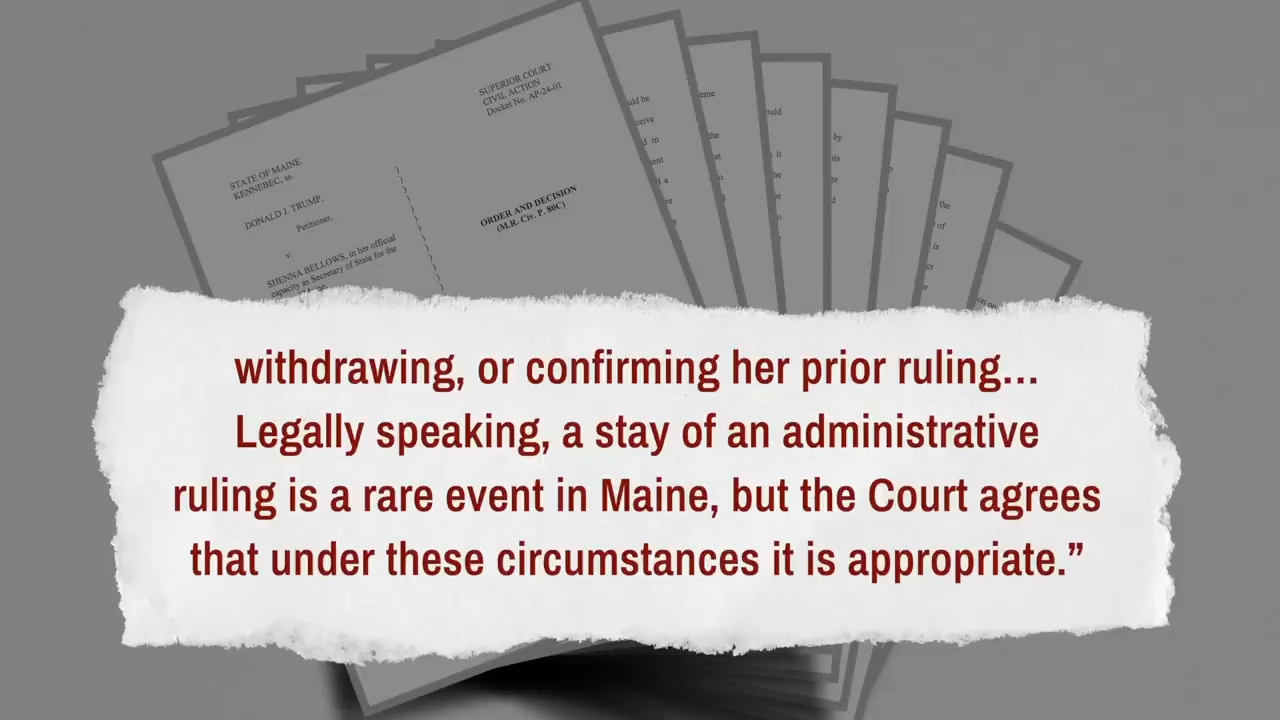 SUPERIOR COURT
CIVIL ACTION
Docket No. AP-24-01
STATE OF MAINE
KENNEBEC, ss.
DONALD J. TRUMP,
Petitioner,
v.
ORDER AND DECISION
(M.R. Civ. P. 80C)
SHENNA BELLOWS, in her official
capacity as Secretary of State for the
withdrawing, or confirming her prior ruling...
Legally speaking, a stay of an administrative
ruling is a rare event in Maine, but the Court agrees
that under these circumstances it is appropriate.”